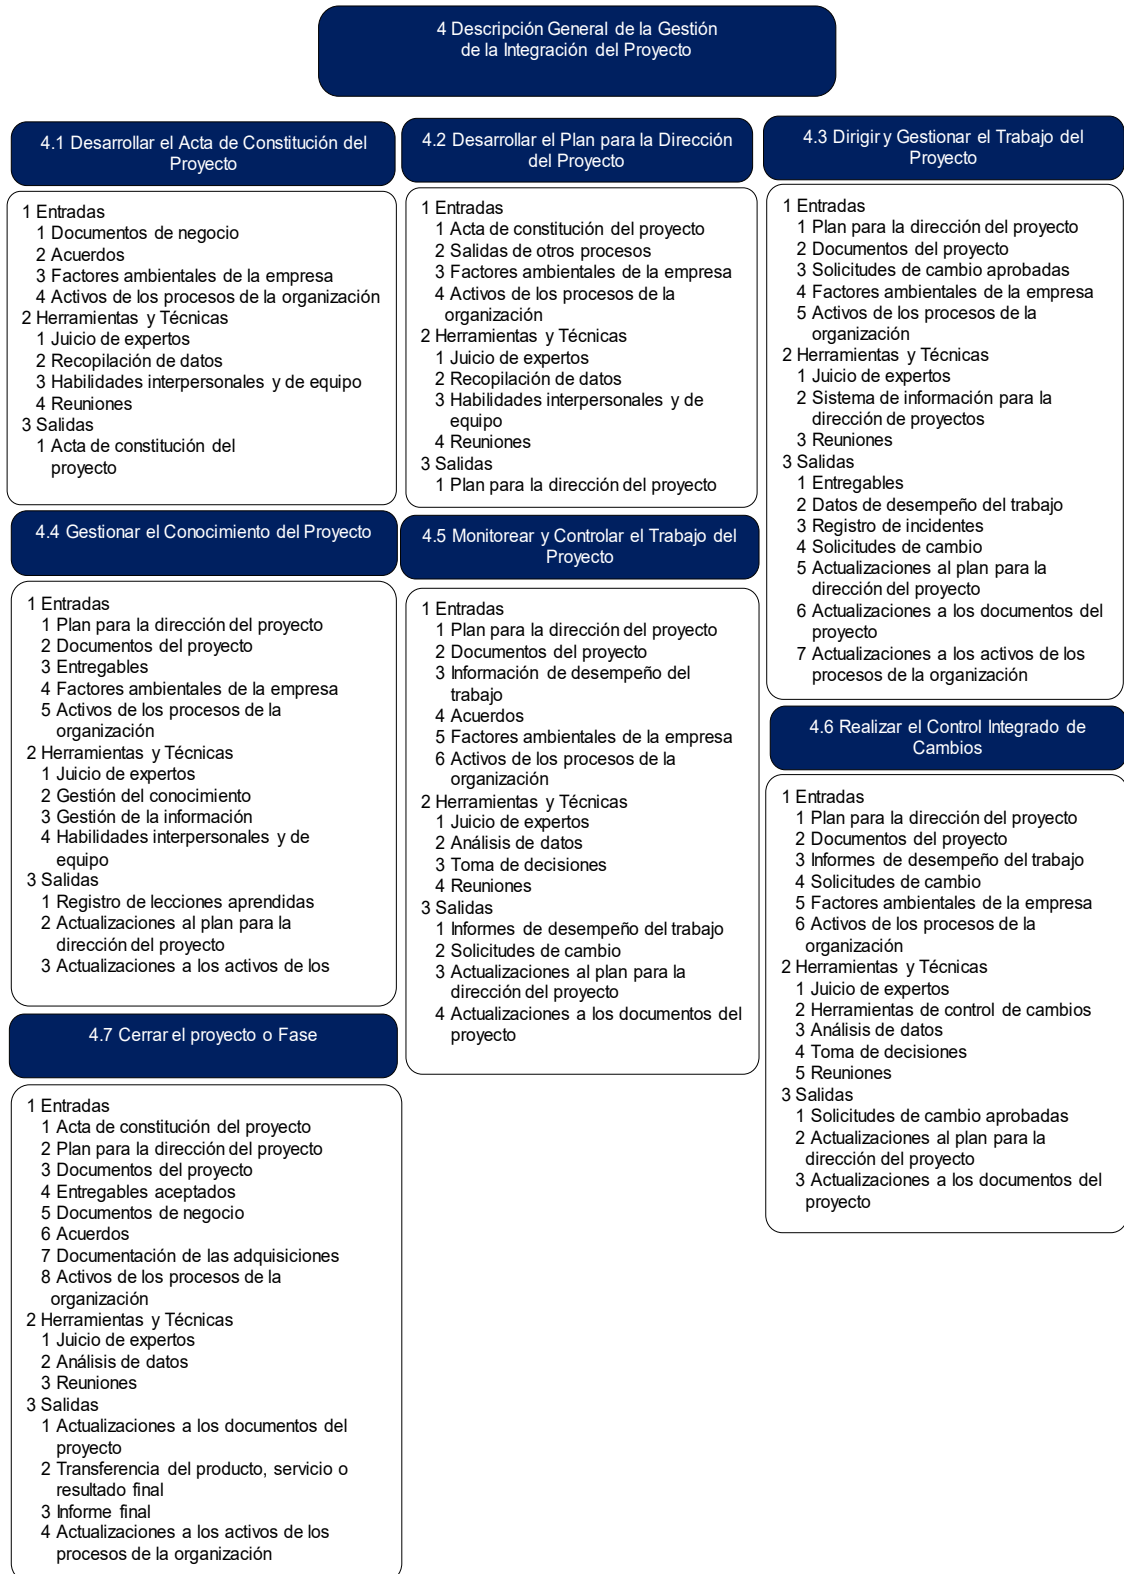 4 Descripción General de la Gestión
de la Integración del Proyecto
4.1 Desarrollar el Acta de Constitución del
Proyecto
1 Entradas
1 Documentos de negocio
2 Acuerdos
3 Factores ambientales de la empresa
4 Activos de los procesos de la organización
2 Herramientas y Técnicas
1 Juicio de expertos
2 Recopilación de datos
3 Habilidades interpersonales y de equipo
4 Reuniones
3 Salidas
1 Acta de constitución del
proyecto
4.2 Desarrollar el Plan para la Dirección
del Proyecto
1 Entradas
1 Acta de constitución del proyecto
2 Salidas de otros procesos
3 Factores ambientales de la empresa
4 Activos de los procesos de la
organización
2 Herramientas y Técnicas
1 Juicio de expertos
2 Recopilación de datos
3 Habilidades interpersonales y de
equipo
4 Reuniones
3 Salidas
1 Plan para la dirección del proyecto
4.3 Dirigir y Gestionar el Trabajo del
Proyecto
1 Entradas
1 Plan para la dirección del proyecto
2 Documentos del proyecto
3 Solicitudes de cambio aprobadas
4 Factores ambientales de la empresa
5 Activos de los procesos de la
organización
2 Herramientas y Técnicas
1 Juicio de expertos
2 Sistema de información para la
dirección de proyectos
3 Reuniones
3 Salidas
1 Entregables
2 Datos de desempeño del trabajo
3 Registro de incidentes
4 Solicitudes de cambio
5 Actualizaciones al plan para la
dirección del proyecto
6 Actualizaciones a los documentos del
proyecto
7 Actualizaciones a los activos de los
procesos de la organización
4.4 Gestionar el Conocimiento del Proyecto
1 Entradas
1 Plan para la dirección del proyecto
2 Documentos del proyecto
3 Entregables
4 Factores ambientales de la empresa
5 Activos de los procesos de la
organización
2 Herramientas y Técnicas
1 Juicio de expertos
2 Gestión del conocimiento
3 Gestión de la información
4 Habilidades interpersonales y de
equipo
3 Salidas
1 Registro de lecciones aprendidas
2 Actualizaciones al plan para la
dirección del proyecto
3 Actualizaciones a los activos de los
4.5 Monitorear y Controlar el Trabajo del
Proyecto
1 Entradas
1 Plan para la dirección del proyecto
2 Documentos del proyecto
3 Información de desempeño del
trabajo
4 Acuerdos
5 Factores ambientales de la empresa
6 Activos de los procesos de la
organización
2 Herramientas y Técnicas
1 Juicio de expertos
2 Análisis de datos
3 Toma de decisiones
4 Reuniones
3 Salidas
1 Informes de desempeño del trabajo
2 Solicitudes de cambio
3 Actualizaciones al plan para la
dirección del proyecto
4 Actualizaciones a los documentos del
proyecto
4.6 Realizar el Control Integrado de
Cambios
1 Entradas
1 Plan para la dirección del proyecto
2 Documentos del proyecto
3 Informes de desempeño del trabajo
4 Solicitudes de cambio
5 Factores ambientales de la empresa
6 Activos de los procesos de la
organización
2 Herramientas y Técnicas
1 Juicio de expertos
2 Herramientas de control de cambios
3 Análisis de datos
4 Toma de decisiones
5 Reuniones
3 Salidas
1 Solicitudes de cambio aprobadas
2 Actualizaciones al plan para la
dirección del proyecto
3 Actualizaciones a los documentos del
proyecto
4.7 Cerrar el proyecto o Fase
1 Entradas
1 Acta de constitución del proyecto
2 Plan para la dirección del proyecto
3 Documentos del proyecto
4 Entregables aceptados
5 Documentos de negocio
6 Acuerdos
7 Documentación de las adquisiciones
8 Activos de los procesos de la
organización
2 Herramientas y Técnicas
1 Juicio de expertos
2 Análisis de datos
3 Reuniones
3 Salidas
1 Actualizaciones a los documentos del
proyecto
2 Transferencia del producto, servicio o
resultado final
3 Informe final
4 Actualizaciones a los activos de los
procesos de la organización